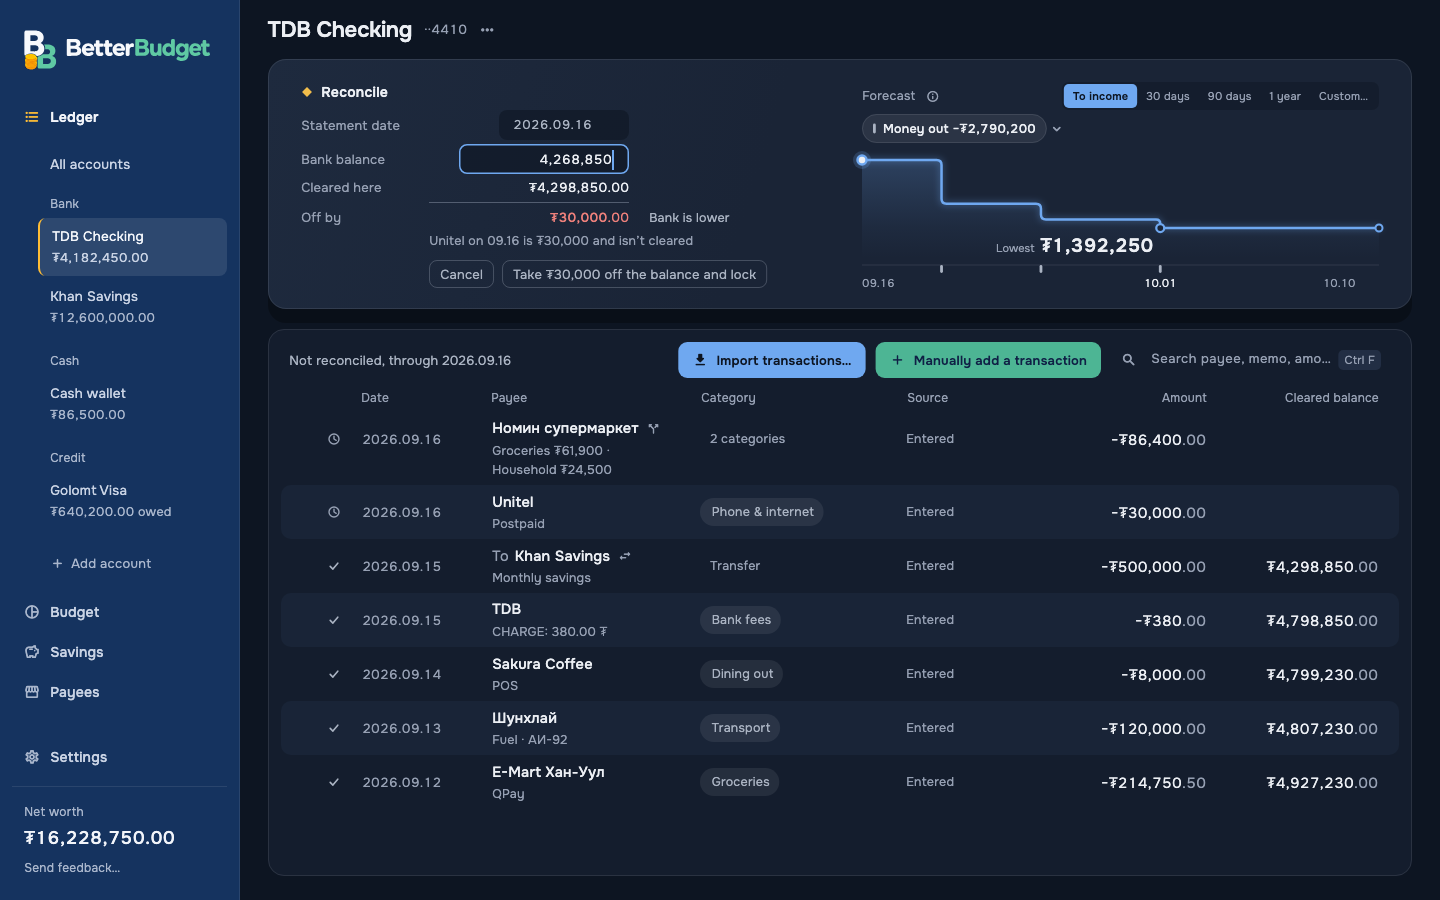 BetterBudget
Ledger
All accounts
Bank
TDB Checking
₮4,182,450.00
Khan Savings
₮12,600,000.00
Cash
Cash wallet
₮86,500.00
Credit
Golomt Visa
₮640,200.00 owed
+ Add account
Budget
Savings
Payees
Settings
Net worth
₮16,228,750.00
Send feedback...
TDB Checking ··4410 •••
Reconcile
Statement date 2026.09.16
Bank balance 4,268,850
Cleared here ₮4,298,850.00
Off by ₮30,000.00 Bank is lower
Unitel on 09.16 is ₮30,000 and isn't cleared
Cancel Take ₮30,000 off the balance and lock
Forecast To income 30 days 90 days 1 year Custom...
Money out -₮2,790,200
Lowest ₮1,392,250
09.16 10.01 10.10
Not reconciled, through 2026.09.16 Import transactions... + Manually add a transaction Search payee, memo, amo... Ctrl F
Date Payee Category Source Amount Cleared balance
2026.09.16 Номин супермаркет 2 categories Entered -₮86,400.00
Groceries ₮61,900 ·
Household ₮24,500
2026.09.16 Unitel Phone & internet Entered -₮30,000.00
Postpaid
2026.09.15 To Khan Savings Transfer Entered -₮500,000.00 ₮4,298,850.00
Monthly savings
2026.09.15 TDB Bank fees Entered -₮380.00 ₮4,798,850.00
CHARGE: 380.00 ₮
2026.09.14 Sakura Coffee Dining out Entered -₮8,000.00 ₮4,799,230.00
POS
2026.09.13 Шунхлай Transport Entered -₮120,000.00 ₮4,807,230.00
Fuel · АИ-92
2026.09.12 E-Mart Хан-Уул Groceries Entered -₮214,750.50 ₮4,927,230.00
QPay